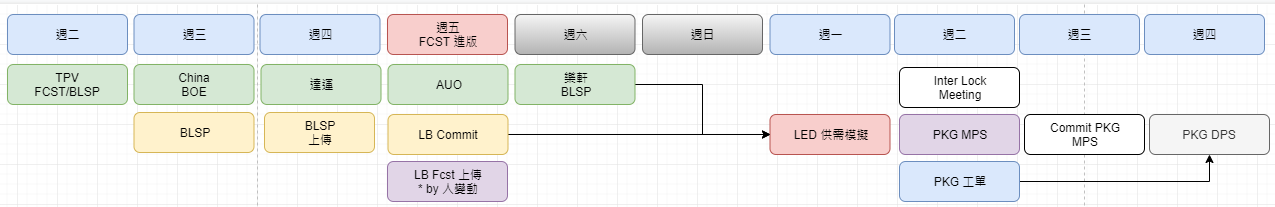 週二
週三
週四
週五
FCST 進版
週六
週日
週一
週二
週三
週四
TPV
FCST/BLSP
China
BOE
達運
AUO
樂軒
BLSP
Inter Lock
Meeting
BLSP
BLSP
上傳
LB Commit
LED 供需模擬
PKG MPS
Commit PKG
MPS
PKG DPS
LB Fcst 上傳
* by 人變動
PKG 工單